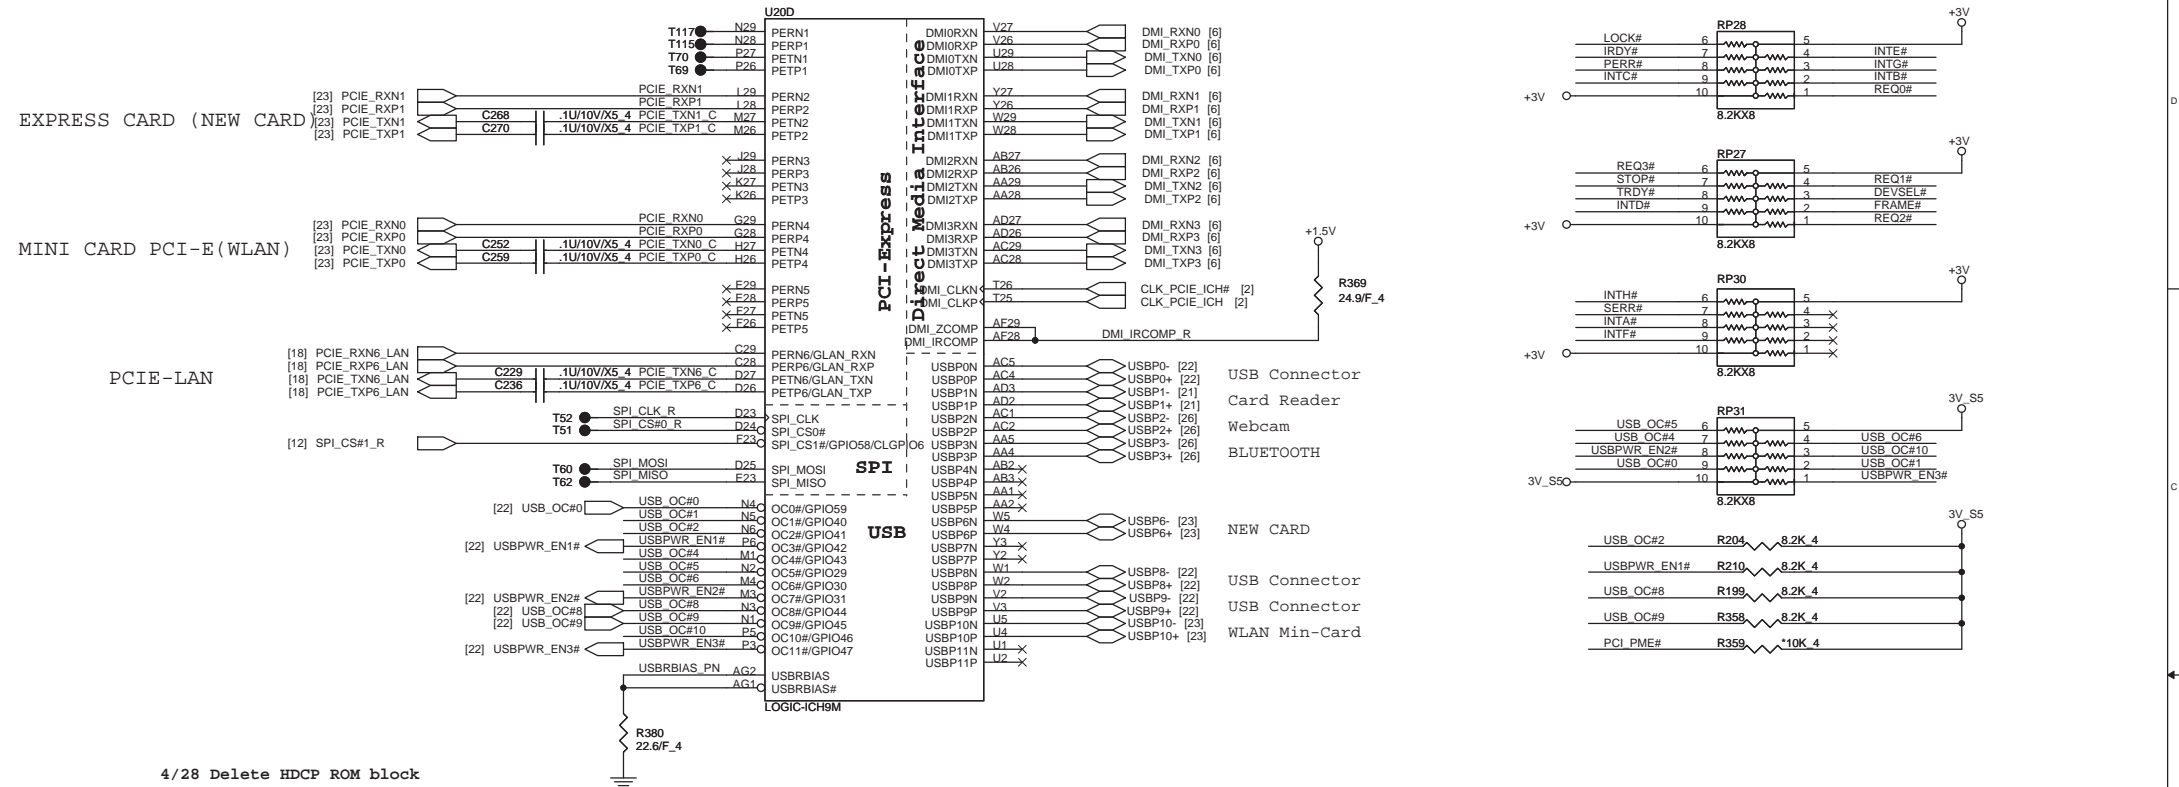 U20D
T117 N29 PERN1 DMI0RXN V27 DMI_RXN0 [6]
T115 N28 PERP1 DMI0RXP V26 DMI_RXP0 [6]
T70 P27 PETN1 DMI0TXN U29 DMI_TXN0 [6]
T69 P26 PETP1 DMI0TXP U28 DMI_TXP0 [6]
EXPRESS CARD (NEW CARD)
[23] PCIE_RXN1 PCIE_RXN1 L29 PERN2 DMI1RXN Y27 DMI_RXN1 [6]
[23] PCIE_RXP1 PCIE_RXP1 L28 PERP2 DMI1RXP Y26 DMI_RXP1 [6]
[23] PCIE_TXN1 C268 .1U/10V/X5_4 PCIE_TXN1_C M27 PETN2 DMI1TXN W29 DMI_TXN1 [6]
[23] PCIE_TXP1 C270 .1U/10V/X5_4 PCIE_TXP1_C M26 PETP2 DMI1TXP W28 DMI_TXP1 [6]
J29 PERN3 DMI2RXN AB27 DMI_RXN2 [6]
J28 PERP3 DMI2RXP AB26 DMI_RXP2 [6]
K27 PETN3 DMI2TXN AA29 DMI_TXN2 [6]
K26 PETP3 DMI2TXP AA28 DMI_TXP2 [6]
MINI CARD PCI-E(WLAN)
[23] PCIE_RXN0 PCIE_RXN0 G29 PERN4 DMI3RXN AD27 DMI_RXN3 [6]
[23] PCIE_RXP0 PCIE_RXP0 G28 PERP4 DMI3RXP AD26 DMI_RXP3 [6]
[23] PCIE_TXN0 C252 .1U/10V/X5_4 PCIE_TXN0_C H27 PETN4 DMI3TXN AC29 DMI_TXN3 [6]
[23] PCIE_TXP0 C259 .1U/10V/X5_4 PCIE_TXP0_C H26 PETP4 DMI3TXP AC28 DMI_TXP3 [6]
E29 PERN5 DMI_CLKN T26 CLK_PCIE_ICH# [2]
E28 PERP5 DMI_CLKP T25 CLK_PCIE_ICH [2]
F27 PETN5
F26 PETP5 DMI_ZCOMP AF29
DMI_IRCOMP AF28 DMI_IRCOMP_R
+1.5V
R369
24.9/F_4
PCI-Express
Direct Media Interface
PCIE-LAN
[18] PCIE_RXN6_LAN C29 PERN6/GLAN_RXN
[18] PCIE_RXP6_LAN C28 PERP6/GLAN_RXP
[18] PCIE_TXN6_LAN C229 .1U/10V/X5_4 PCIE_TXN6_C D27 PETN6/GLAN_TXN
[18] PCIE_TXP6_LAN C236 .1U/10V/X5_4 PCIE_TXP6_C D26 PETP6/GLAN_TXP
T52 SPI_CLK_R D23 SPI_CLK
T51 SPI_CS#0_R D24 SPI_CS0#
[12] SPI_CS#1_R F23 SPI_CS1#/GPIO58/CLGPIO6
T60 SPI_MOSI D25 SPI_MOSI
T62 SPI_MISO E23 SPI_MISO
SPI
[22] USB_OC#0 USB_OC#0 N4 OC0#/GPIO59
USB_OC#1 N5 OC1#/GPIO40
USB_OC#2 N6 OC2#/GPIO41
[22] USBPWR_EN1# USBPWR_EN1# P6 OC3#/GPIO42
USB_OC#4 M1 OC4#/GPIO43
USB_OC#5 N2 OC5#/GPIO29
USB_OC#6 M4 OC6#/GPIO30
[22] USBPWR_EN2# USBPWR_EN2# M3 OC7#/GPIO31
[22] USB_OC#8 USB_OC#8 N3 OC8#/GPIO44
[22] USB_OC#9 USB_OC#9 N1 OC9#/GPIO45
USB_OC#10 P5 OC10#/GPIO46
[22] USBPWR_EN3# USBPWR_EN3# P3 OC11#/GPIO47
USB
USBRBIAS_PN AG2 USBRBIAS
AG1 USBRBIAS#
LOGIC-ICH9M
R380
22.6/F_4
4/28 Delete HDCP ROM block
USBP0N AC5 USBP0- [22]
USBP0P AC4 USBP0+ [22] USB Connector
USBP1N AD3 USBP1- [21]
USBP1P AD2 USBP1+ [21] Card Reader
USBP2N AC1 USBP2- [26]
USBP2P AC2 USBP2+ [26] Webcam
USBP3N AA5 USBP3- [26]
USBP3P AA4 USBP3+ [26] BLUETOOTH
USBP4N AB2
USBP4P AB3
USBP5N AA1
USBP5P AA2
USBP6N W5 USBP6- [23]
USBP6P W4 USBP6+ [23] NEW CARD
USBP7N Y3
USBP7P Y2
USBP8N W1 USBP8- [22]
USBP8P W2 USBP8+ [22] USB Connector
USBP9N V2 USBP9- [22]
USBP9P V3 USBP9+ [22] USB Connector
USBP10N U5 USBP10- [23]
USBP10P U4 USBP10+ [23] WLAN Min-Card
USBP11N U1
USBP11P U2
RP28 +3V
LOCK# 6 5
IRDY# 7 4 INTE#
PERR# 8 3 INTG#
INTC# 9 2 INTB#
+3V 10 1 REQ0#
8.2KX8
RP27 +3V
REQ3# 6 5
STOP# 7 4 REQ1#
TRDY# 8 3 DEVSEL#
INTD# 9 2 FRAME#
+3V 10 1 REQ2#
8.2KX8
RP30 +3V
INTH# 6 5
SERR# 7 4
INTA# 8 3
INTF# 9 2
+3V 10 1
8.2KX8
RP31 3V_S5
USB_OC#5 6 5
USB_OC#4 7 4 USB_OC#6
USBPWR_EN2# 8 3 USB_OC#10
USB_OC#0 9 2 USB_OC#1
3V_S5 10 1 USBPWR_EN3#
8.2KX8
3V_S5
USB_OC#2 R204 8.2K_4
USBPWR_EN1# R210 8.2K_4
USB_OC#8 R199 8.2K_4
USB_OC#9 R358 8.2K_4
PCI_PME# R359 *10K_4
D
C